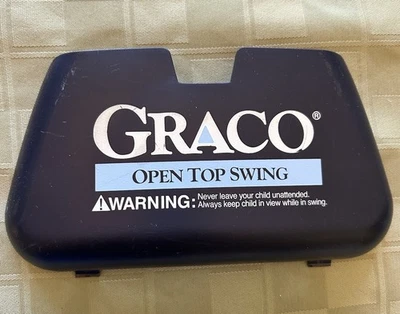 GRACO®
OPEN TOP SWING
⚠WARNING: Never leave your child unattended.
Always keep child in view while in swing.